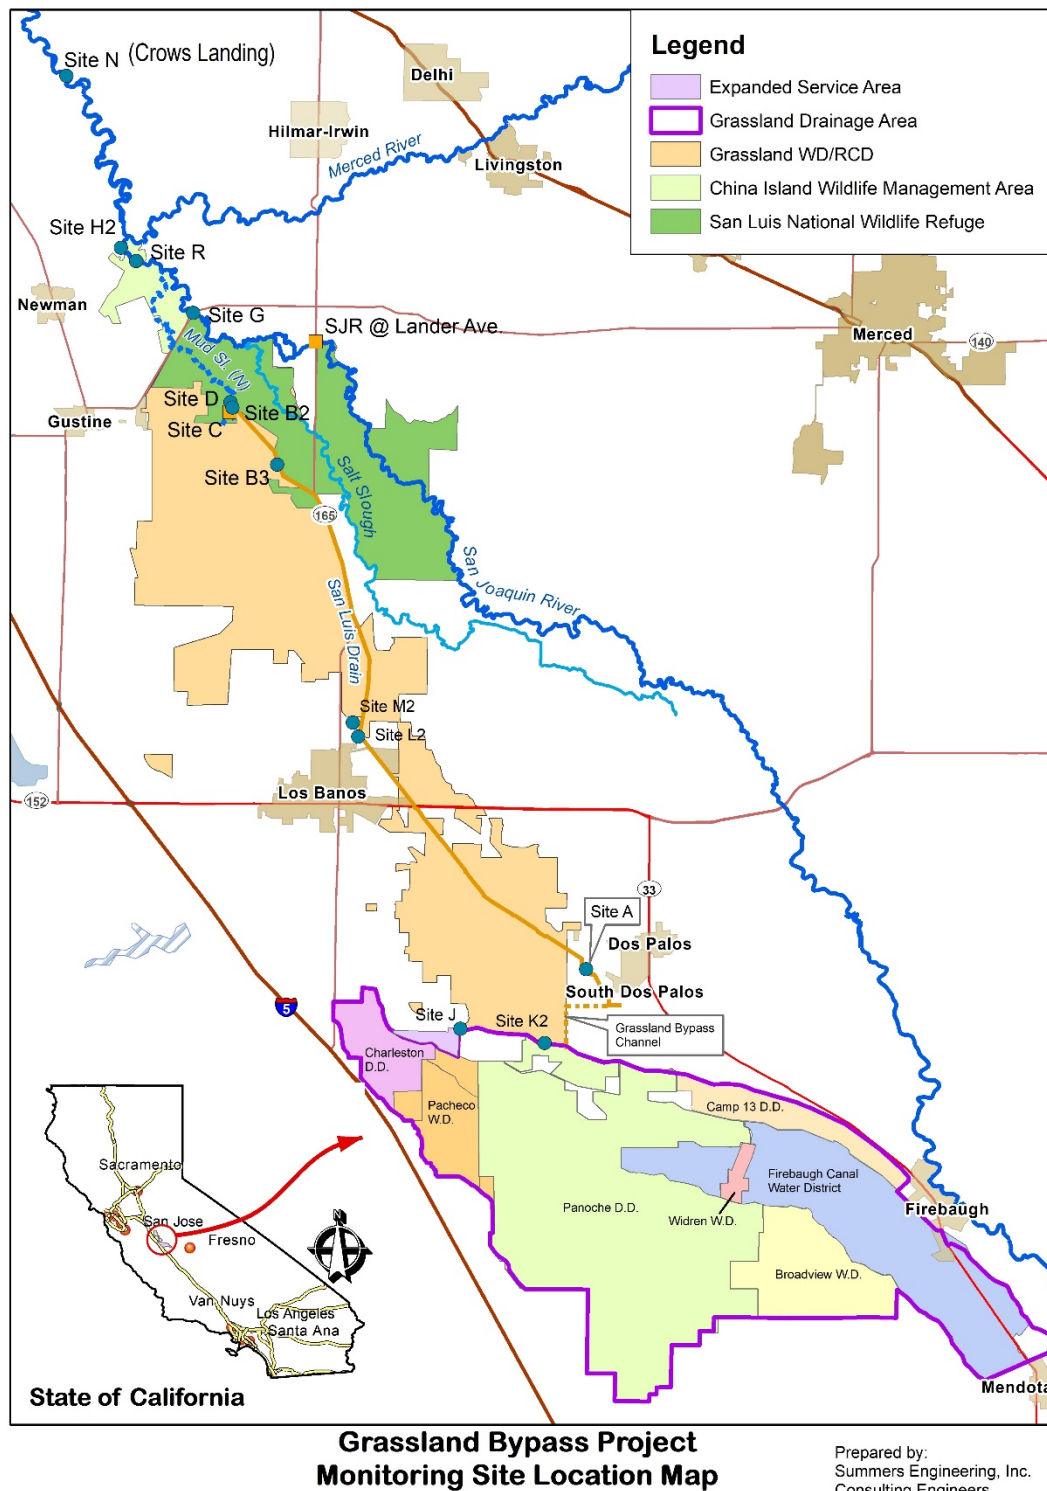 Site N (Crows Landing)
Delhi
Hilmar-Irwin
Merced River
Livingston
Legend
Expanded Service Area
Grassland Drainage Area
Grassland WD/RCD
China Island Wildlife Management Area
San Luis National Wildlife Refuge
Site H2
Site R
Newman
Site G
SJR @ Lander Ave.
Merced
140
Mud Sl. (N)
Site D
Site B2
Gustine
Site C
Site B3
Salt Slough
165
San Joaquin River
San Luis Drain
Site M2
Site L2
Los Banos
152
33
Site A
Dos Palos
South Dos Palos
5
Site J
Site K2
Grassland Bypass
Channel
Charleston
D.D.
Pacheco
W.D.
Camp 13 D.D.
Firebaugh Canal
Water District
Panoche D.D.
Widren W.D.
Firebaugh
Broadview W.D.
Mendota
Sacramento
San Jose
Fresno
N
Van Nuys
Los Angeles
Santa Ana
State of California
Grassland Bypass Project
Monitoring Site Location Map
Prepared by:
Summers Engineering, Inc.
Consulting Engineers